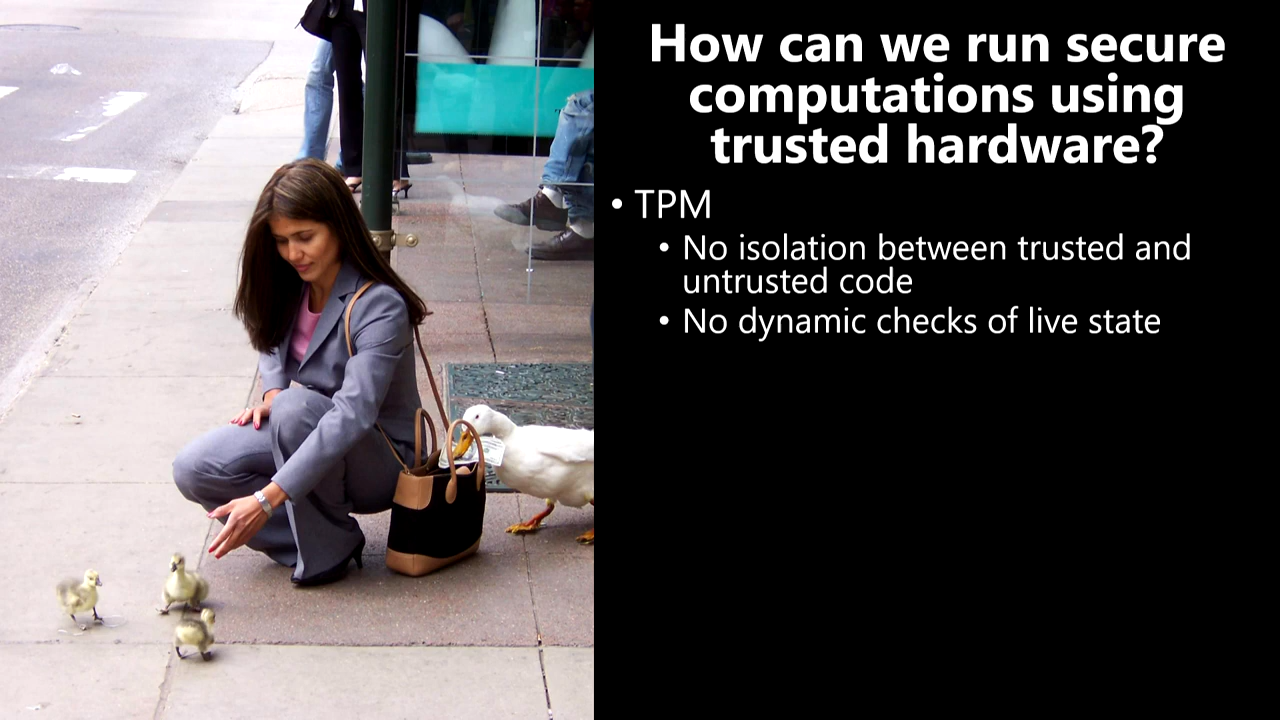 How can we run secure
computations using
trusted hardware?
• TPM
• No isolation between trusted and
untrusted code
• No dynamic checks of live state